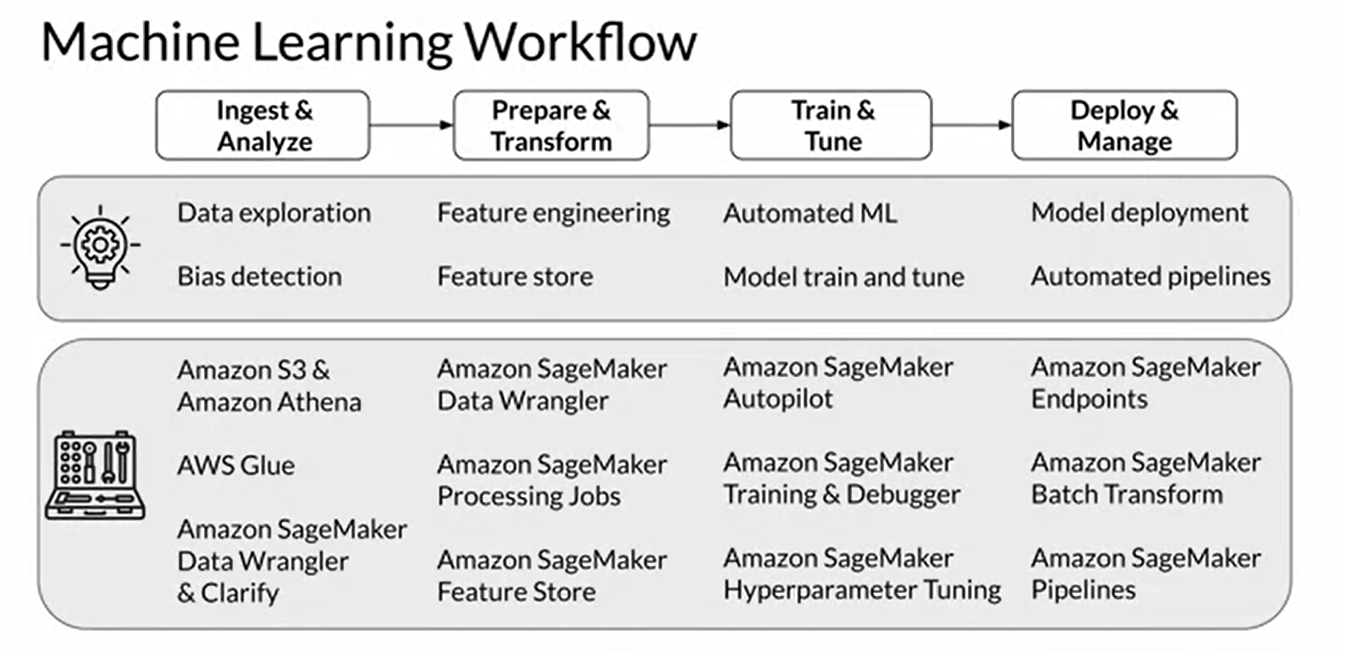 Machine Learning Workflow
Ingest &
Analyze
Prepare &
Transform
Train &
Tune
Deploy &
Manage
Data exploration
Bias detection
Feature engineering
Feature store
Automated ML
Model train and tune
Model deployment
Automated pipelines
Amazon S3 &
Amazon Athena
AWS Glue
Amazon SageMaker
Data Wrangler
& Clarify
Amazon SageMaker
Data Wrangler
Amazon SageMaker
Processing Jobs
Amazon SageMaker
Feature Store
Amazon SageMaker
Autopilot
Amazon SageMaker
Training & Debugger
Amazon SageMaker
Hyperparameter Tuning
Amazon SageMaker
Endpoints
Amazon SageMaker
Batch Transform
Amazon SageMaker
Pipelines